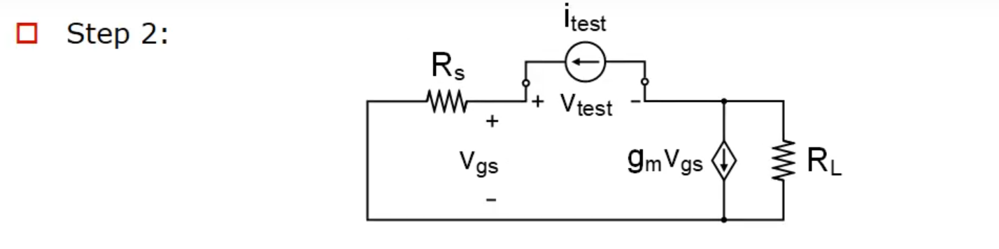 Step 2:
itest
Rs
+ Vtest -
+
Vgs
-
gmVgs
RL